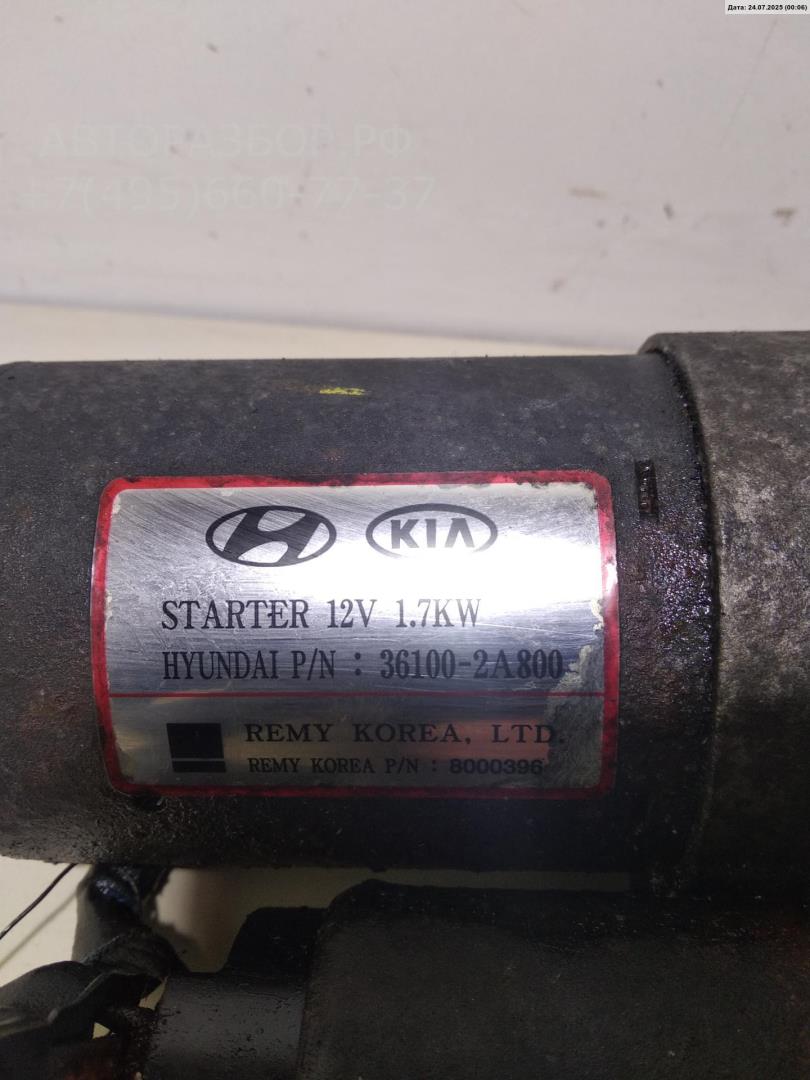 Дата: 24.07.2025 (00:06)
АВТОРАЗБОР.РФ
+7(495)660-77-37
KIA
STARTER 12V 1.7KW
HYUNDAI P/N : 36100-2A800
REMY KOREA, LTD.
REMY KOREA P/N : 8000396